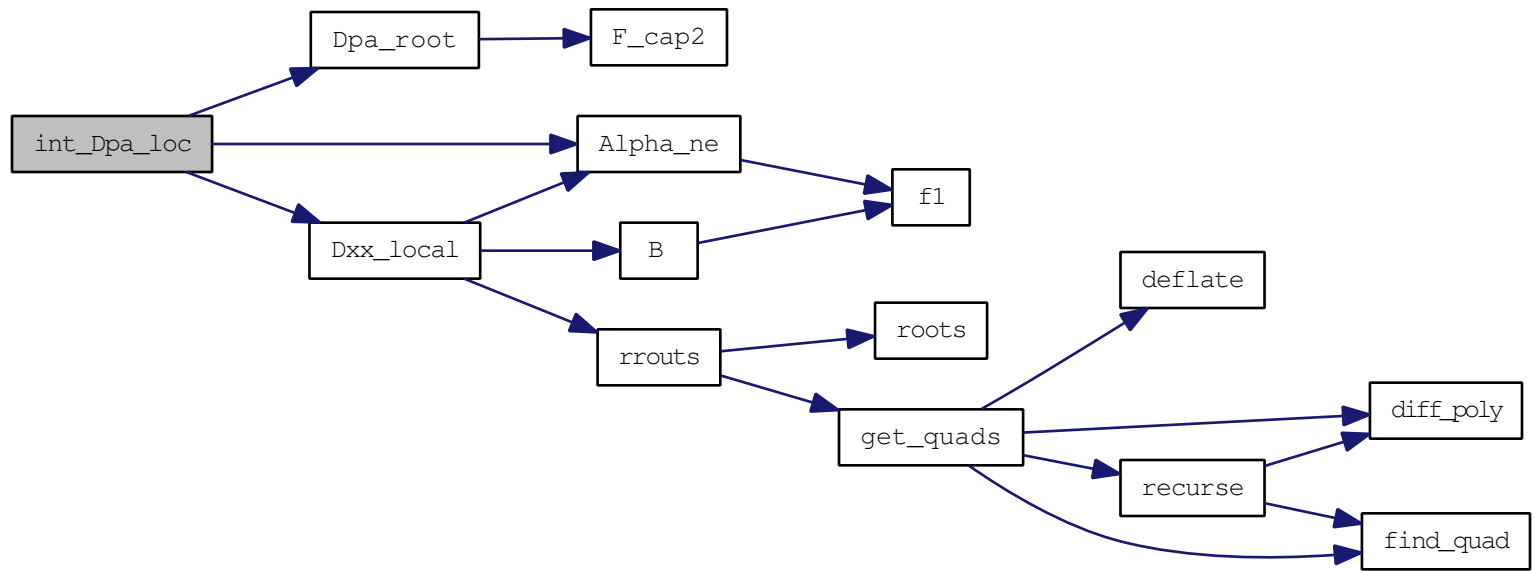 int_Dpa_loc
Dpa_root
F_cap2
Alpha_ne
Dxx_local
B
f1
rrouts
roots
get_quads
deflate
diff_poly
recurse
find_quad